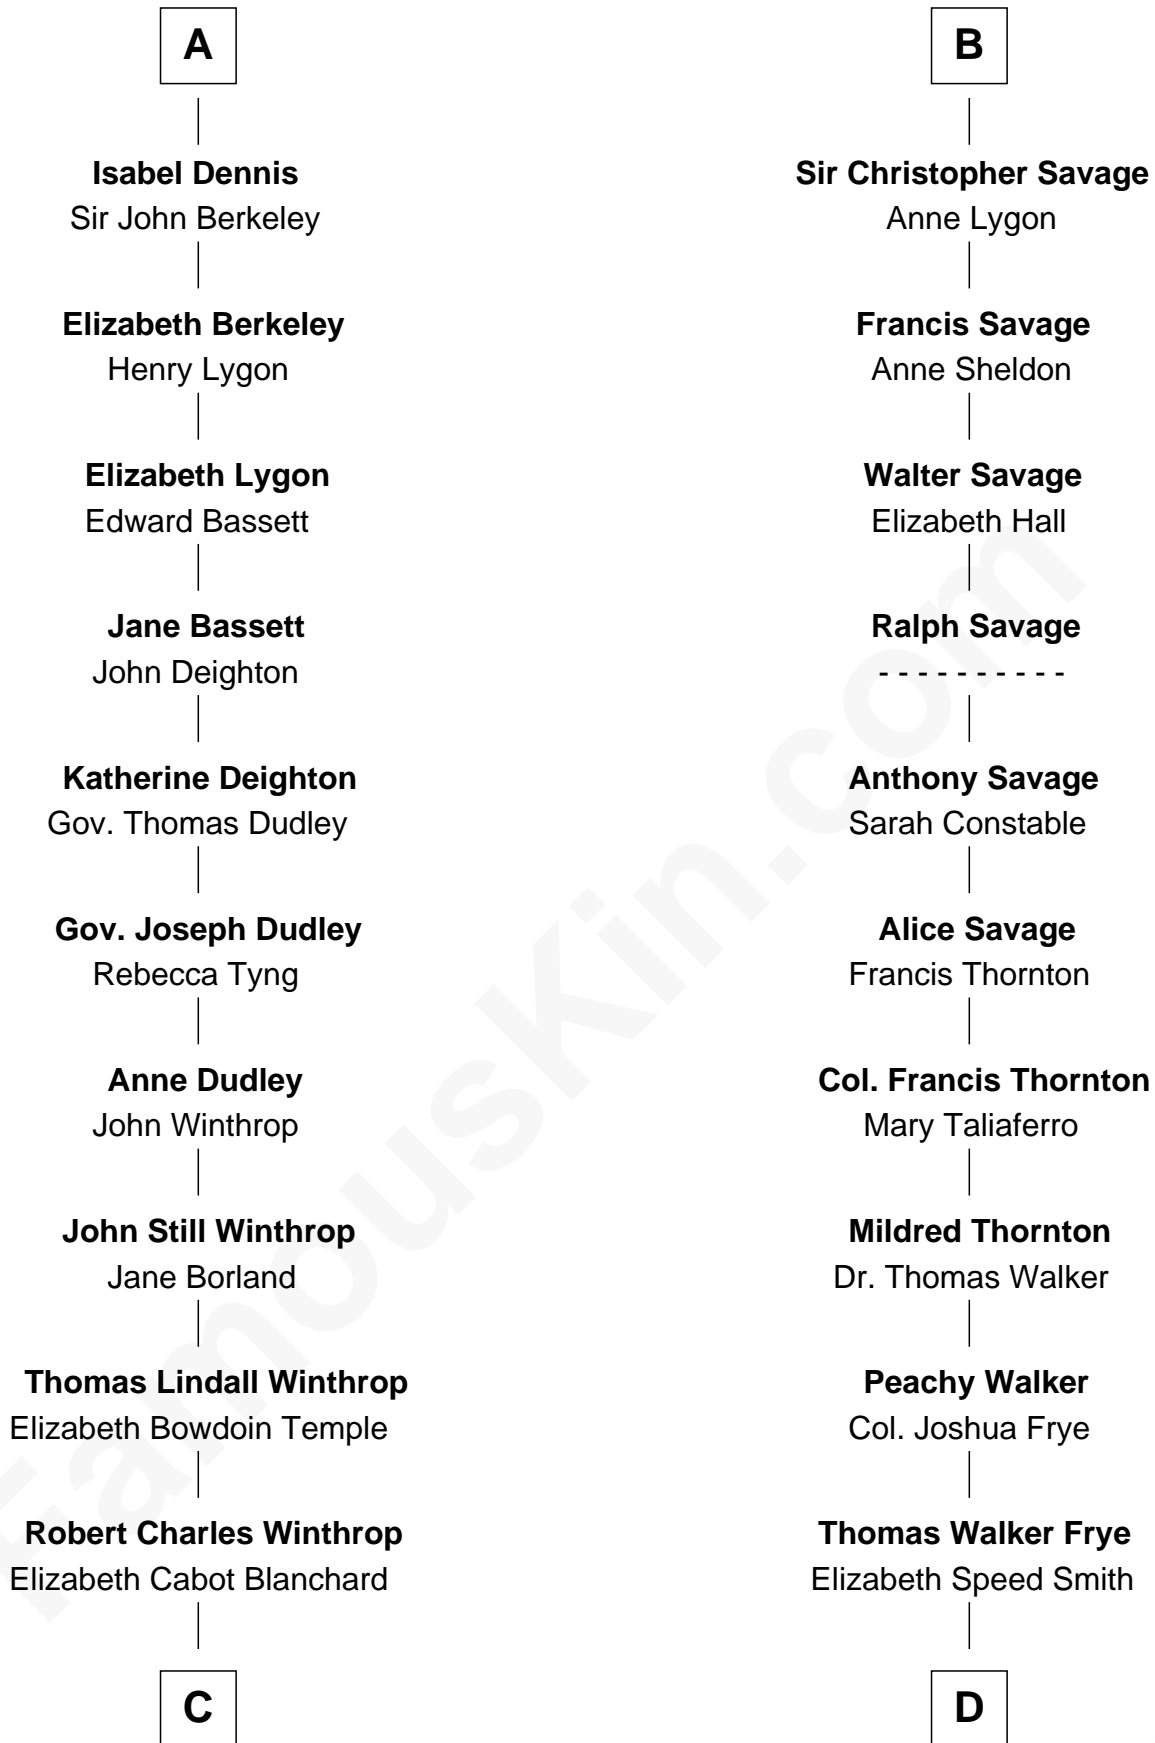 A
Isabel Dennis
Sir John Berkeley
Elizabeth Berkeley
Henry Lygon
Elizabeth Lygon
Edward Bassett
Jane Bassett
John Deighton
Katherine Deighton
Gov. Thomas Dudley
Gov. Joseph Dudley
Rebecca Tyng
Anne Dudley
John Winthrop
John Still Winthrop
Jane Borland
Thomas Lindall Winthrop
Elizabeth Bowdoin Temple
Robert Charles Winthrop
Elizabeth Cabot Blanchard
C
B
Sir Christopher Savage
Anne Lygon
Francis Savage
Anne Sheldon
Walter Savage
Elizabeth Hall
Ralph Savage
- - - - - - - - - -
Anthony Savage
Sarah Constable
Alice Savage
Francis Thornton
Col. Francis Thornton
Mary Taliaferro
Mildred Thornton
Dr. Thomas Walker
Peachy Walker
Col. Joshua Frye
Thomas Walker Frye
Elizabeth Speed Smith
D
FamousKin.com